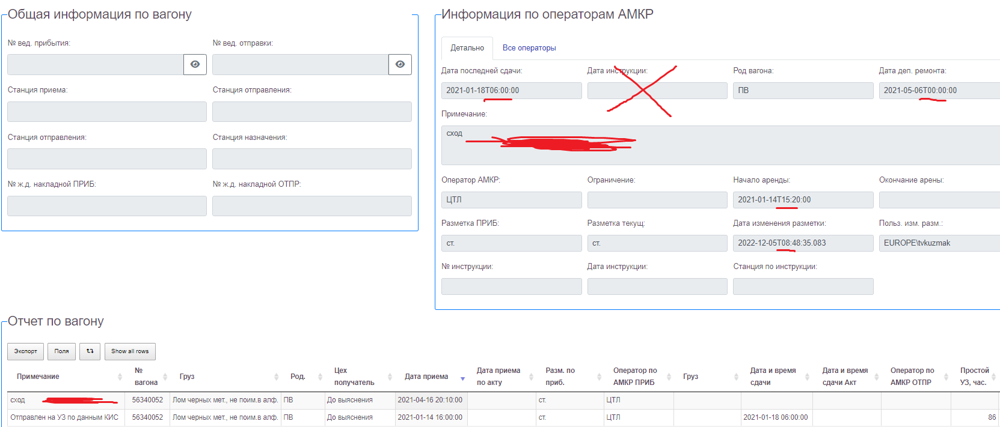 Общая информация по вагону
№ вед. прибытия:
№ вед. отправки:
Станция приема:
Станция отправления:
Станция отправления:
Станция назначения:
№ ж.д. накладной ПРИБ:
№ ж.д. накладной ОТПР:
Информация по операторам АМКР
Детально
Все операторы
Дата последней сдачи:
Дата инструкции:
Род вагона:
Дата деп. ремонта:
2021-01-18T06:00:00
ПВ
2021-05-06T00:00:00
Примечание:
сход
Оператор АМКР:
Ограничение:
Начало аренды:
Окончание арены:
ЦТЛ
2021-01-14T15:20:00
Разметка ПРИБ:
Разметка текущ:
Дата изменения разметки:
Польз. изм. разм.:
ст.
ст.
2022-12-05T08:48:35.083
EUROPE\tvkuzmak
№ инструкции:
Дата инструкции:
Станция по инструкции:
Отчет по вагону
Экспорт
Поля
Show all rows
Примечание
№ вагона
Груз
Род.
Цех получатель
Дата приема
Дата приема по акту
Разм. по приб.
Оператор по АМКР ПРИБ
Груз
Дата и время сдачи
Дата и время сдачи Акт
Оператор по АМКР ОТПР
Простой УЗ, час.
сход 56340052 Лом черных мет., не поим.в алф. ПВ До выяснения 2021-04-16 20:10:00 ст. ЦТЛ
Отправлен на УЗ по данным КИС 56340052 Лом черных мет., не поим.в алф. ПВ До выяснения 2021-01-14 16:00:00 ст. ЦТЛ 2021-01-18 06:00:00 86